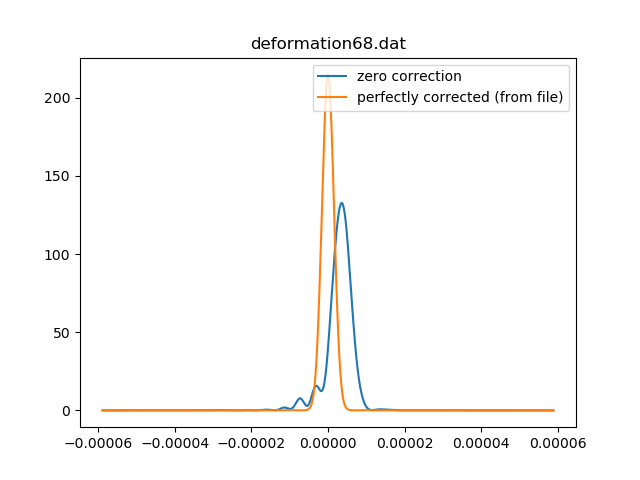 deformation68.dat
zero correction
perfectly corrected (from file)
200
150
100
50
0
−0.00006 −0.00004 −0.00002 0.00000 0.00002 0.00004 0.00006